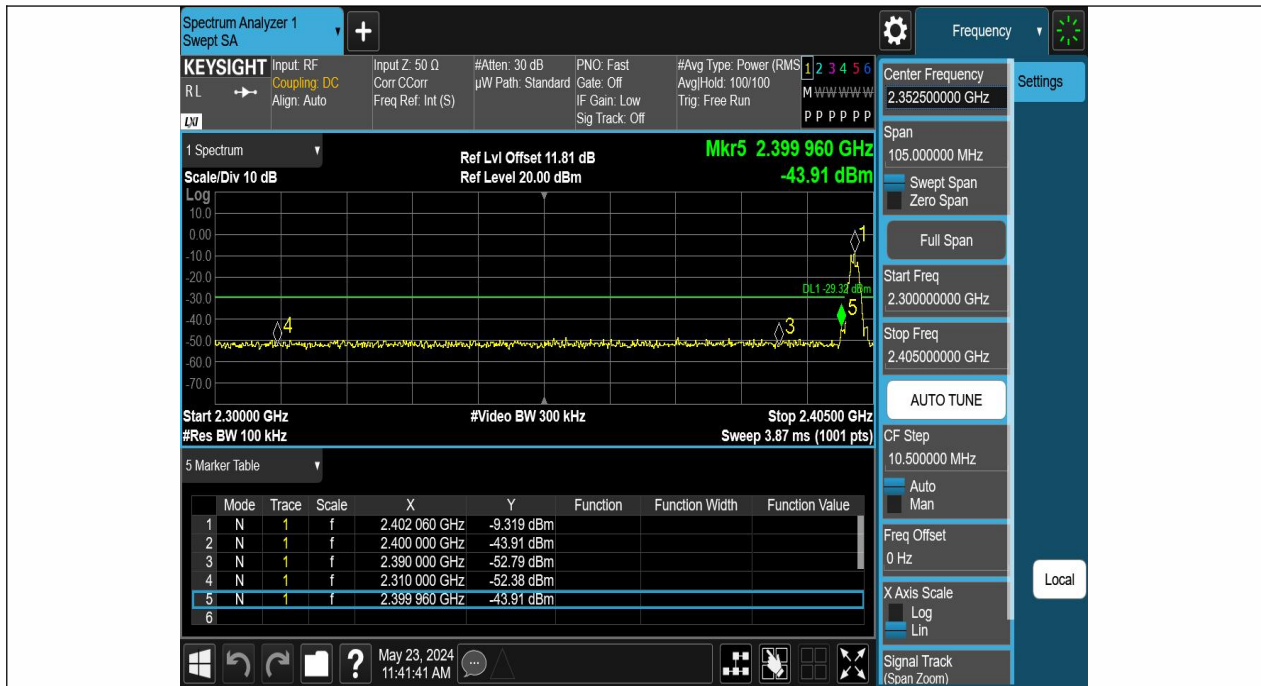 Spectrum Analyzer 1
Swept SA
+
Frequency
KEYSIGHT
RL
LXI
Input: RF
Coupling: DC
Align: Auto
Input Z: 50 Ω
Corr CCorr
Freq Ref: Int (S)
#Atten: 30 dB
µW Path: Standard
PNO: Fast
Gate: Off
IF Gain: Low
Sig Track: Off
#Avg Type: Power (RMS
Avg|Hold: 100/100
Trig: Free Run
1 2 3 4 5 6
M W W W W W
P P P P P P
1 Spectrum
Scale/Div 10 dB
Ref Lvl Offset 11.81 dB
Ref Level 20.00 dBm
Mkr5 2.399 960 GHz
-43.91 dBm
Log
10.0
0.00
-10.0
-20.0
-30.0
-40.0
-50.0
-60.0
-70.0
1
DL1 -29.32 dBm
5
4
3
Start 2.30000 GHz
#Video BW 300 kHz
Stop 2.40500 GHz
#Res BW 100 kHz
Sweep 3.87 ms (1001 pts)
5 Marker Table
Mode Trace Scale X Y Function Function Width Function Value
1 N 1 f 2.402 060 GHz -9.319 dBm
2 N 1 f 2.400 000 GHz -43.91 dBm
3 N 1 f 2.390 000 GHz -52.79 dBm
4 N 1 f 2.310 000 GHz -52.38 dBm
5 N 1 f 2.399 960 GHz -43.91 dBm
6
?
May 23, 2024
11:41:41 AM
Center Frequency
2.352500000 GHz
Settings
Span
105.000000 MHz
Swept Span
Zero Span
Full Span
Start Freq
2.300000000 GHz
Stop Freq
2.405000000 GHz
AUTO TUNE
CF Step
10.500000 MHz
Auto
Man
Freq Offset
0 Hz
X Axis Scale
Log
Lin
Local
Signal Track
(Span Zoom)